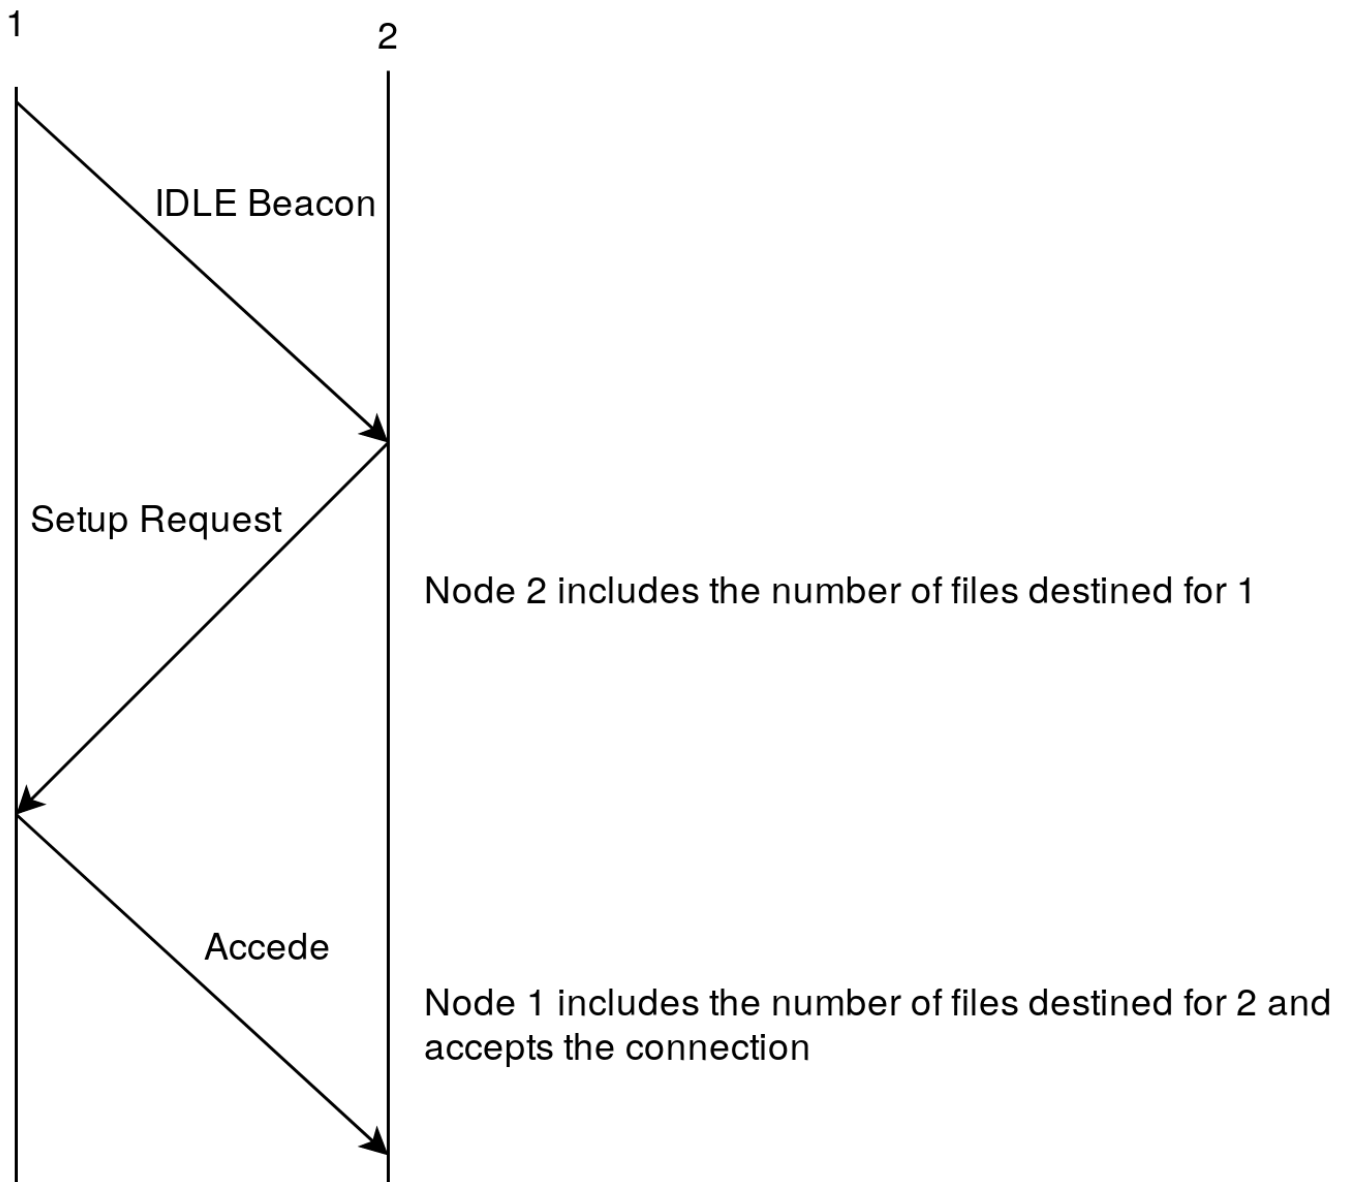 1
2
IDLE Beacon
Setup Request
Node 2 includes the number of files destined for 1
Accede
Node 1 includes the number of files destined for 2 and
accepts the connection